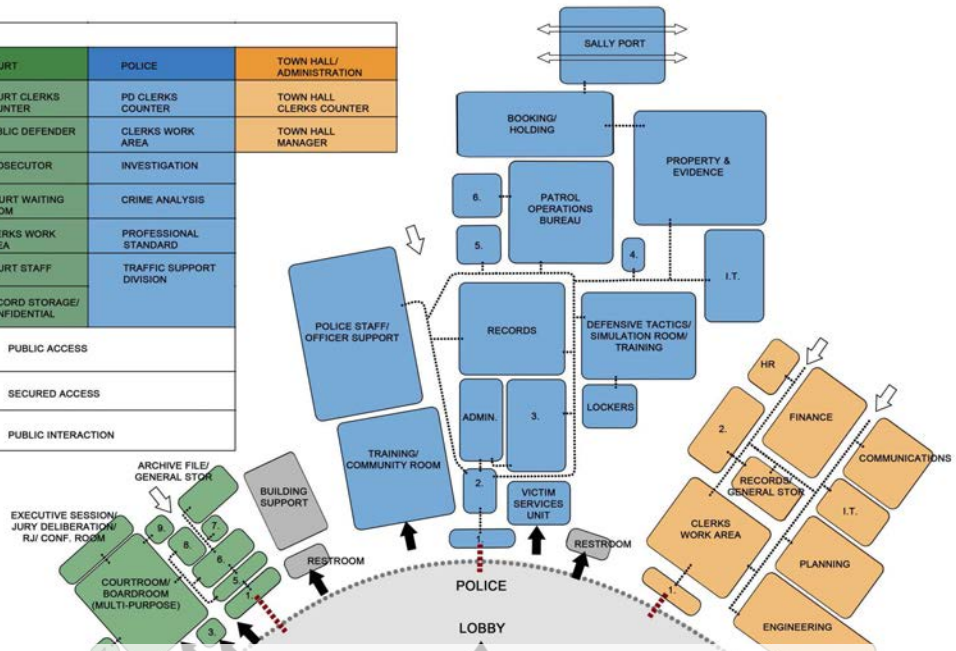 POLICE
TOWN HALL/
ADMINISTRATION
PD CLERKS
COUNTER
TOWN HALL
CLERKS COUNTER
CLERKS WORK
AREA
TOWN HALL
MANAGER
INVESTIGATION
CRIME ANALYSIS
PROFESSIONAL
STANDARD
TRAFFIC SUPPORT
DIVISION
PUBLIC ACCESS
SECURED ACCESS
PUBLIC INTERACTION
SALLY PORT
BOOKING/
HOLDING
PROPERTY &
EVIDENCE
6.
PATROL
OPERATIONS
BUREAU
5.
4.
I.T.
POLICE STAFF/
OFFICER SUPPORT
RECORDS
DEFENSIVE TACTICS/
SIMULATION ROOM/
TRAINING
LOCKERS
ADMIN.
3.
TRAINING/
COMMUNITY ROOM
2.
VICTIM
SERVICES
UNIT
1.
HR
FINANCE
2.
COMMUNICATIONS
RECORDS/
GENERAL STOR
I.T.
CLERKS
WORK AREA
PLANNING
1.
ENGINEERING
ARCHIVE FILE/
GENERAL STOR
BUILDING
SUPPORT
EXECUTIVE SESSION/
JURY DELIBERATION/
RJ/ CONF. ROOM
9.
7.
8.
6.
5.
1.
3.
RESTROOM
RESTROOM
COURTROOM/
BOARDROOM
(MULTI-PURPOSE)
POLICE
LOBBY